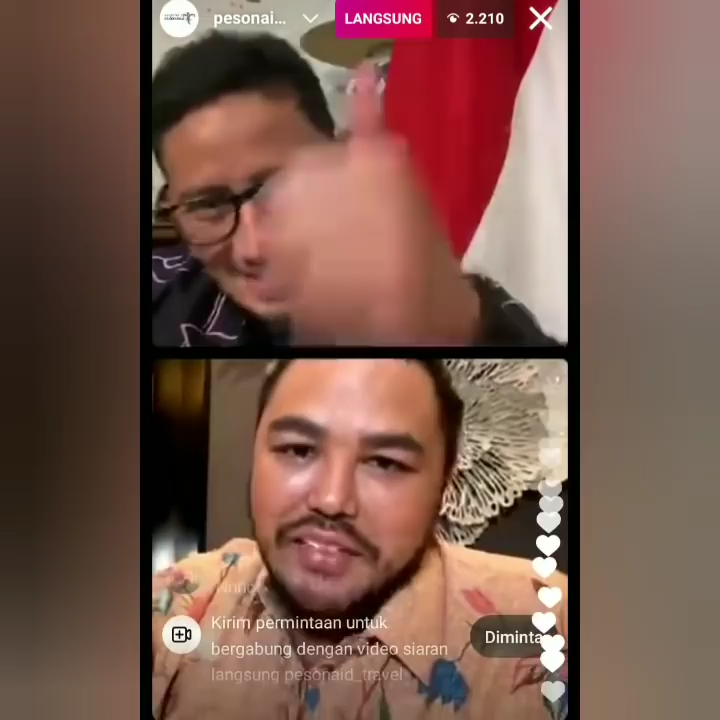 pesonai...
LANGSUNG
2.210
Kirim permintaan untuk
bergabung dengan video siaran
langsung pesonaid_travel
Diminta